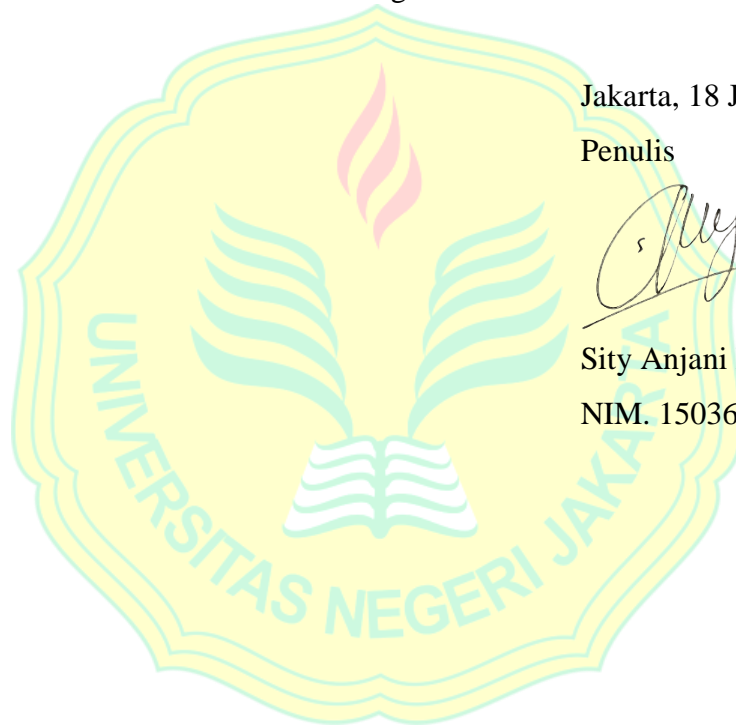 Jakarta, 18 J
Penulis
Sity Anjani
NIM. 15036
UNIVERSITAS NEGERI JAKARTA